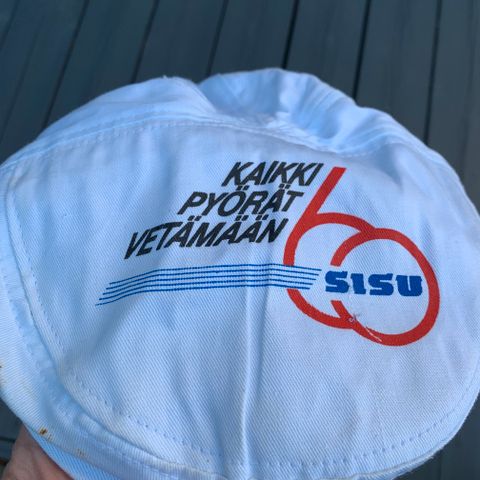 KAIKKI
PYÖRÄT
VETÄMÄÄN
60
SISU